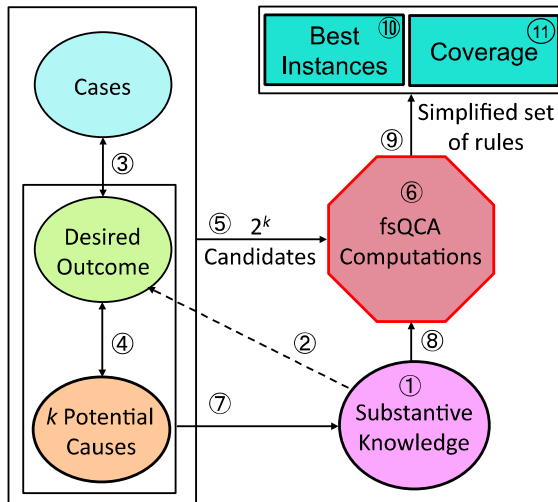 ⑩
Best
Instances
⑪
Coverage
Cases
Simplified set
of rules
⑨
③
⑥
fsQCA
Computations
Desired
Outcome
⑤ 2ᵏ
Candidates
②
④
⑧
①
Substantive
Knowledge
k Potential
Causes
⑦